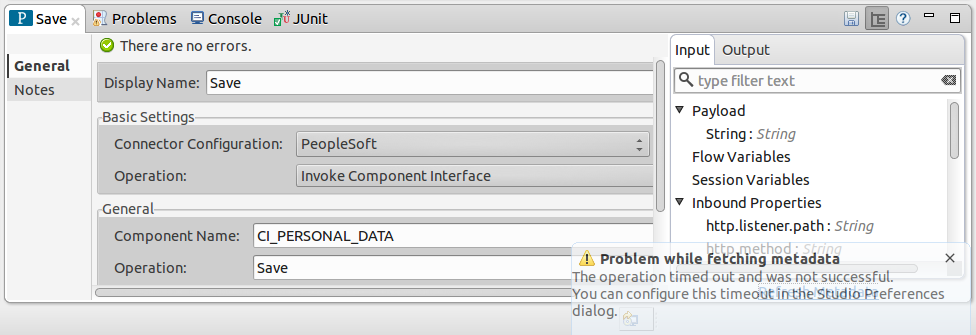 P Save Problems Console JUnit
There are no errors.
General
Notes
Display Name: Save
Basic Settings
Connector Configuration: PeopleSoft
Operation: Invoke Component Interface
General
Component Name: CI_PERSONAL_DATA
Operation: Save
Input Output
type filter text
Payload
String : String
Flow Variables
Session Variables
Inbound Properties
http.listener.path : String
http.method : String
Problem while fetching metadata
The operation timed out and was not successful.
You can configure this timeout in the Studio Preferences
dialog.
Refresh Metadata